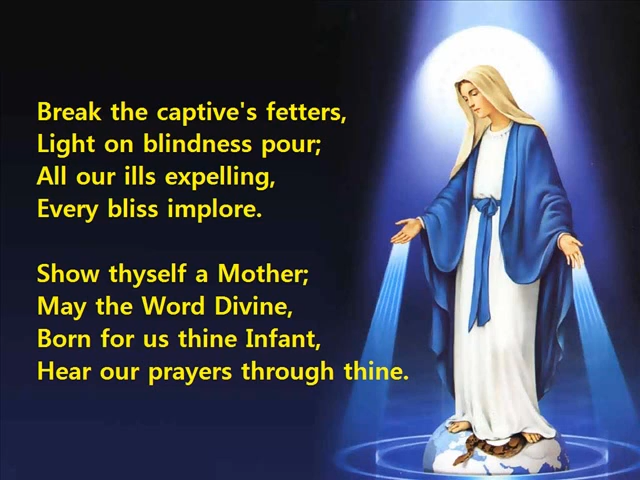 Break the captive's fetters,
Light on blindness pour;
All our ills expelling,
Every bliss implore.
Show thyself a Mother;
May the Word Divine,
Born for us thine Infant,
Hear our prayers through thine.